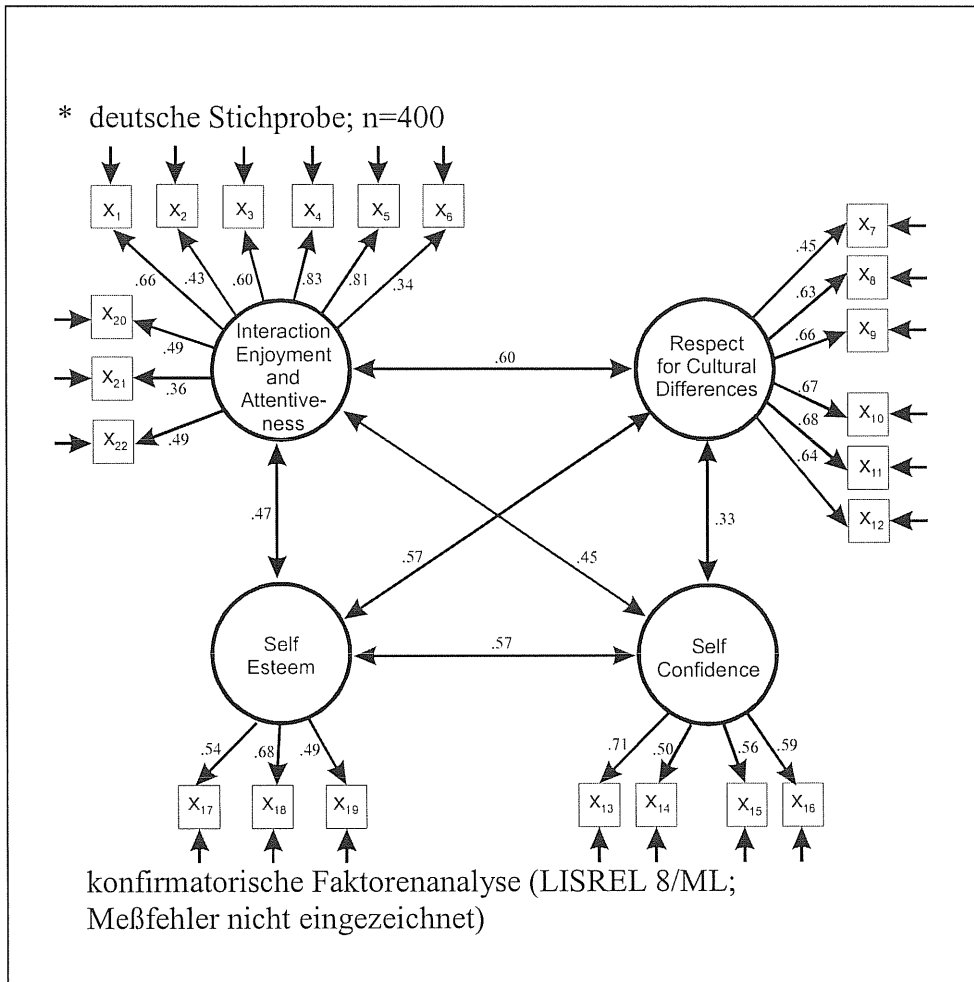 * deutsche Stichprobe; n=400
X1 X2 X3 X4 X5 X6
.66 .43 .60 .83 .81 .34
X20
.49
X21
.36
X22
.49
Interaction
Enjoyment
and
Attentive-
ness
.60
Respect
for Cultural
Differences
X7
.45
X8
.63
X9
.66
X10
.67
X11
.68
X12
.64
.47
.57
.45
.33
Self
Esteem
.57
Self
Confidence
.54 .68 .49
X17 X18 X19
.71 .50 .56 .59
X13 X14 X15 X16
konfirmatorische Faktorenanalyse (LISREL 8/ML;
Meßfehler nicht eingezeichnet)